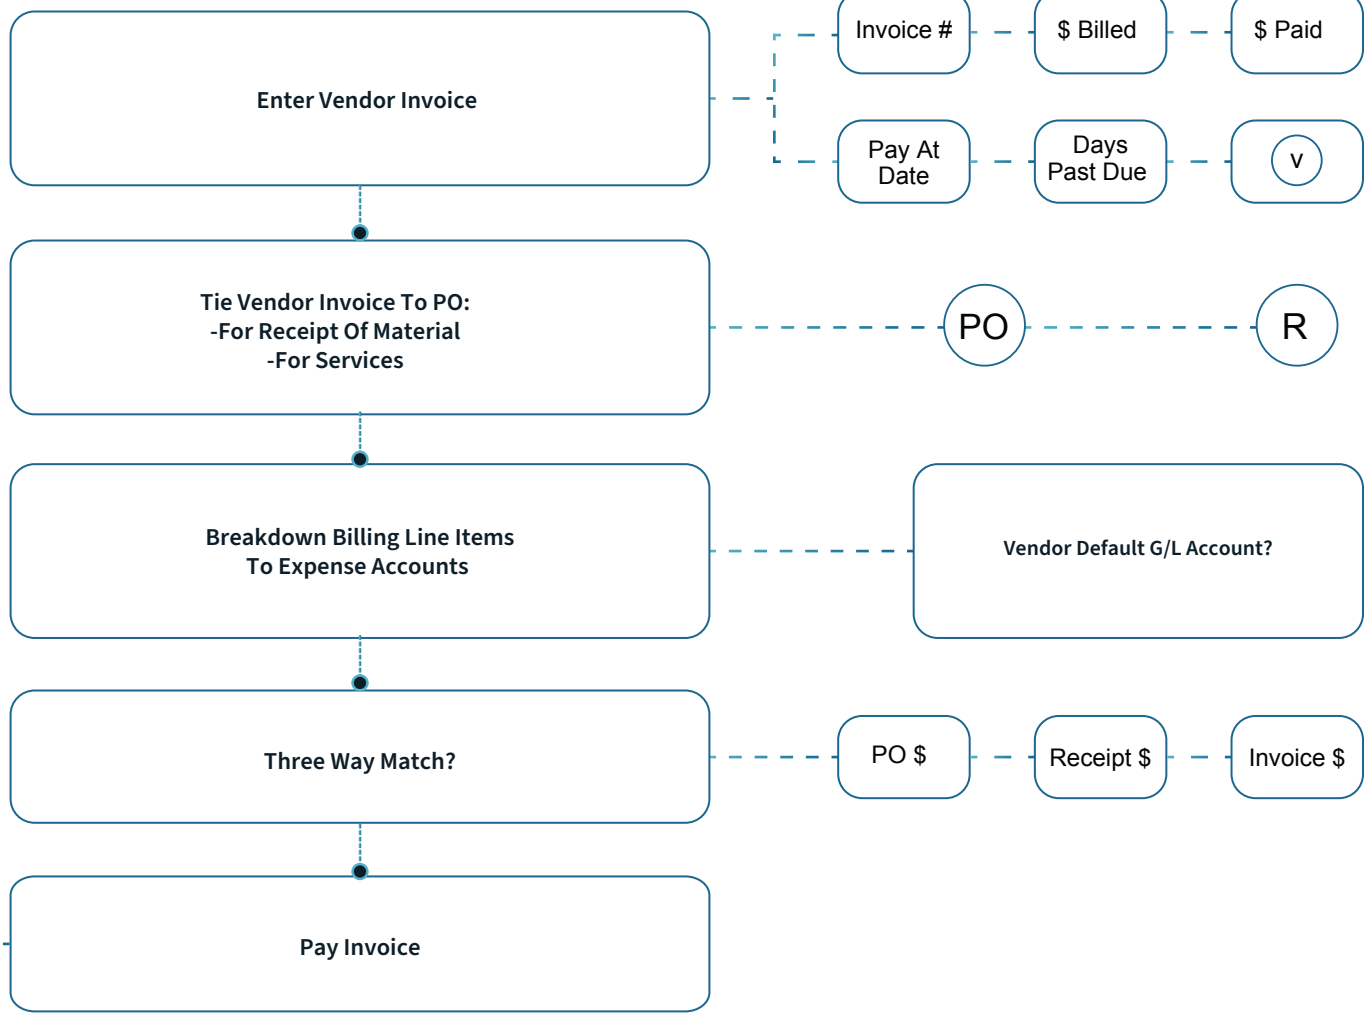 Enter Vendor Invoice
Invoice #
$ Billed
$ Paid
Pay At
Date
Days
Past Due
v
Tie Vendor Invoice To PO:
-For Receipt Of Material
-For Services
PO
R
Breakdown Billing Line Items
To Expense Accounts
Vendor Default G/L Account?
Three Way Match?
PO $
Receipt $
Invoice $
Pay Invoice